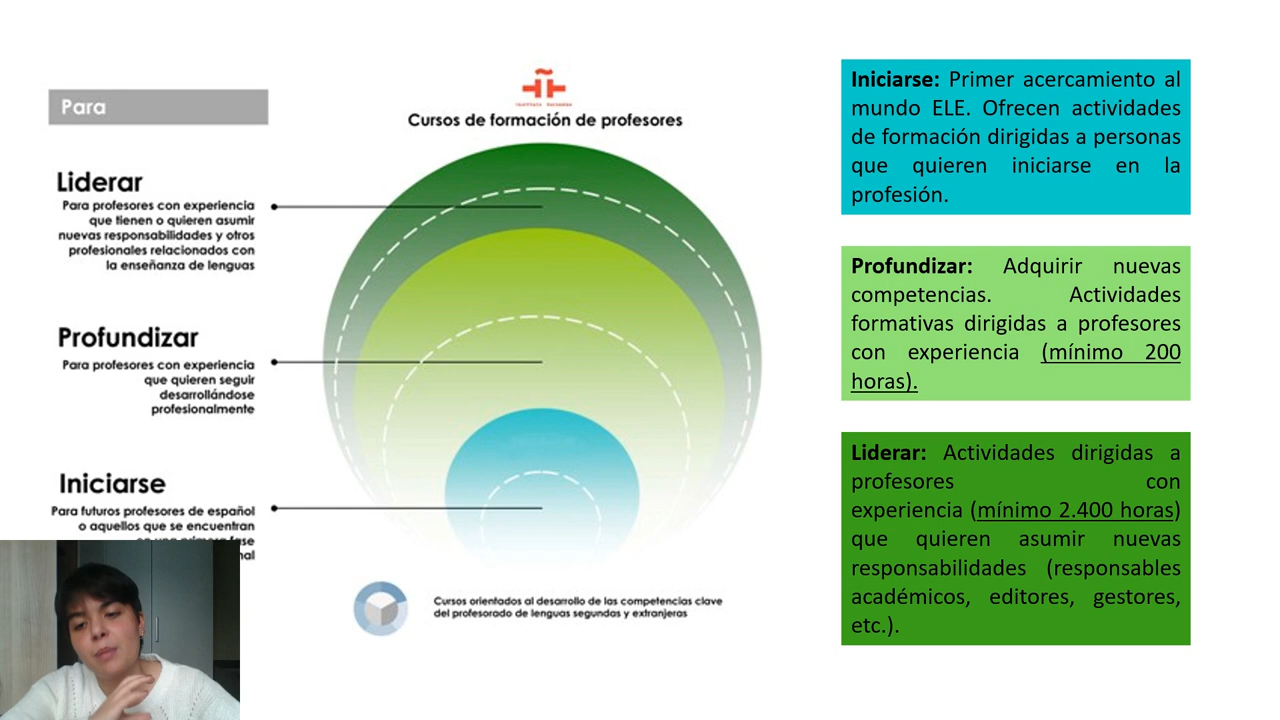 Para
Cursos de formación de profesores
Liderar
Para profesores con experiencia
que tienen o quieren asumir
nuevas responsabilidades y otros
profesionales relacionados con
la enseñanza de lenguas
Profundizar
Para profesores con experiencia
que quieren seguir
desarrollándose
profesionalmente
Iniciarse
Para futuros profesores de español
o aquellos que se encuentran
Cursos orientados al desarrollo de las competencias clave
del profesorado de lenguas segundas y extranjeras
Iniciarse: Primer acercamiento al
mundo ELE. Ofrecen actividades
de formación dirigidas a personas
que quieren iniciarse en la
profesión.
Profundizar: Adquirir nuevas
competencias. Actividades
formativas dirigidas a profesores
con experiencia (mínimo 200
horas).
Liderar: Actividades dirigidas a
profesores con
experiencia (mínimo 2.400 horas)
que quieren asumir nuevas
responsabilidades (responsables
académicos, editores, gestores,
etc.).